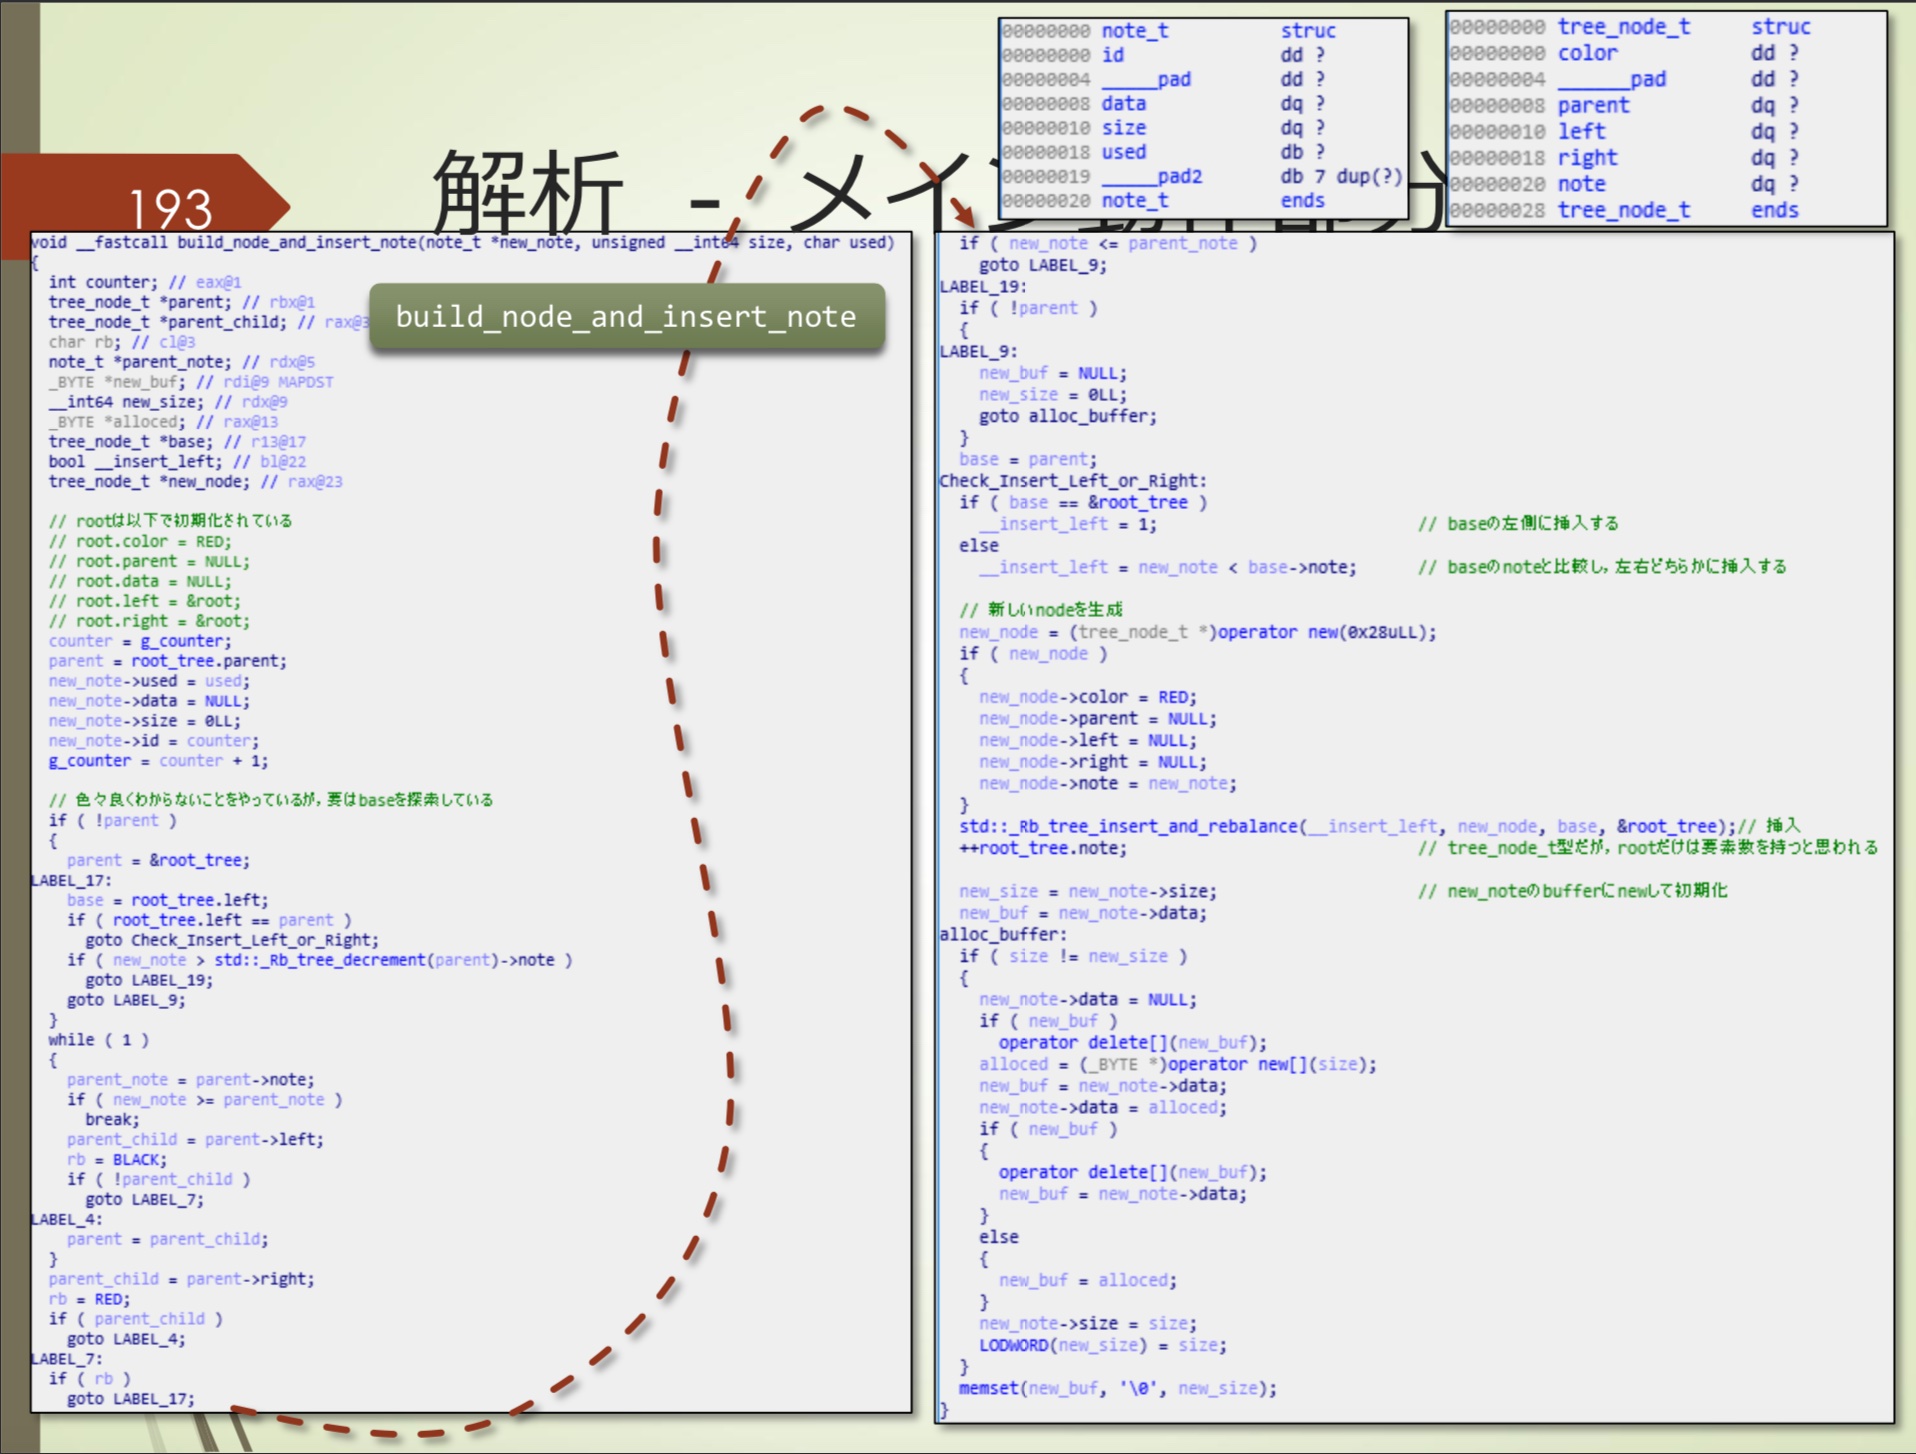 193
解析 - メイン動作部分
00000000 note_t struc
00000000 id dd ?
00000004 _____pad dd ?
00000008 data dq ?
00000010 size dq ?
00000018 used db ?
00000019 _____pad2 db 7 dup(?)
00000020 note_t ends
00000000 tree_node_t struc
00000000 color dd ?
00000004 ______pad dd ?
00000008 parent dq ?
00000010 left dq ?
00000018 right dq ?
00000020 note dq ?
00000028 tree_node_t ends
build_node_and_insert_note
void __fastcall build_node_and_insert_note(note_t *new_note, unsigned __int64 size, char used)
{
int counter; // eax@1
tree_node_t *parent; // rbx@1
tree_node_t *parent_child; // rax@3
char rb; // cl@3
note_t *parent_note; // rdx@5
_BYTE *new_buf; // rdi@9 MAPDST
__int64 new_size; // rdx@9
_BYTE *alloced; // rax@13
tree_node_t *base; // r13@17
bool __insert_left; // bl@22
tree_node_t *new_node; // rax@23
// rootは以下で初期化されている
// root.color = RED;
// root.parent = NULL;
// root.data = NULL;
// root.left = &root;
// root.right = &root;
counter = g_counter;
parent = root_tree.parent;
new_note->used = used;
new_note->data = NULL;
new_note->size = 0LL;
new_note->id = counter;
g_counter = counter + 1;
// 色々良くわからないことをやっているが，要はbaseを探索している
if ( !parent )
{
parent = &root_tree;
LABEL_17:
base = root_tree.left;
if ( root_tree.left == parent )
goto Check_Insert_Left_or_Right;
if ( new_note > std::_Rb_tree_decrement(parent)->note )
goto LABEL_19;
goto LABEL_9;
}
while ( 1 )
{
parent_note = parent->note;
if ( new_note >= parent_note )
break;
parent_child = parent->left;
rb = BLACK;
if ( !parent_child )
goto LABEL_7;
LABEL_4:
parent = parent_child;
}
parent_child = parent->right;
rb = RED;
if ( parent_child )
goto LABEL_4;
LABEL_7:
if ( rb )
goto LABEL_17;
if ( new_note <= parent_note )
goto LABEL_9;
LABEL_19:
if ( !parent )
{
LABEL_9:
new_buf = NULL;
new_size = 0LL;
goto alloc_buffer;
}
base = parent;
Check_Insert_Left_or_Right:
if ( base == &root_tree )
__insert_left = 1; // baseの左側に挿入する
else
__insert_left = new_note < base->note; // baseのnoteと比較し，左右どちらかに挿入する
// 新しいnodeを生成
new_node = (tree_node_t *)operator new(0x28uLL);
if ( new_node )
{
new_node->color = RED;
new_node->parent = NULL;
new_node->left = NULL;
new_node->right = NULL;
new_node->note = new_note;
}
std::_Rb_tree_insert_and_rebalance(__insert_left, new_node, base, &root_tree);// 挿入
++root_tree.note; // tree_node_t型だが，rootだけは要素数を持つと思われる
new_size = new_note->size; // new_noteのbufferにnewして初期化
new_buf = new_note->data;
alloc_buffer:
if ( size != new_size )
{
new_note->data = NULL;
if ( new_buf )
operator delete[](new_buf);
alloced = (_BYTE *)operator new[](size);
new_buf = new_note->data;
new_note->data = alloced;
if ( new_buf )
{
operator delete[](new_buf);
new_buf = new_note->data;
}
else
{
new_buf = alloced;
}
new_note->size = size;
LODWORD(new_size) = size;
}
memset(new_buf, '\0', new_size);
}